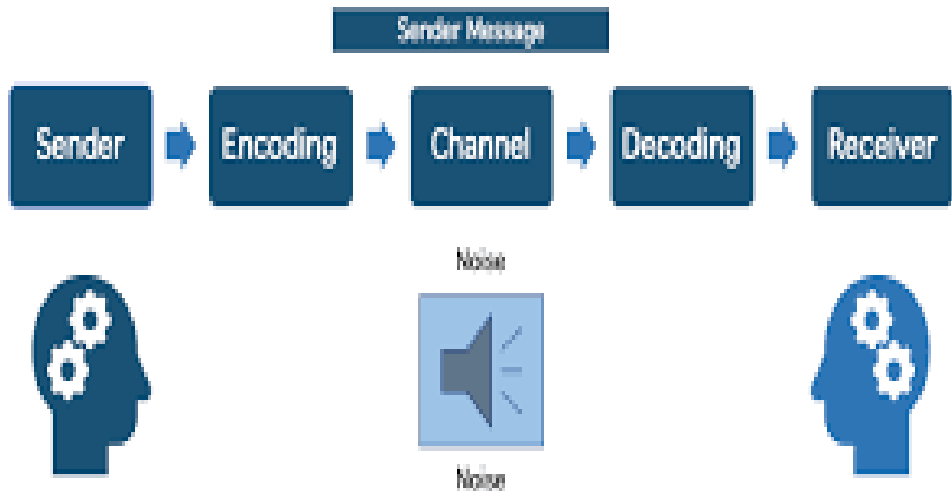 Sender Message
Sender Encoding Channel Decoding Receiver
Noise
Noise